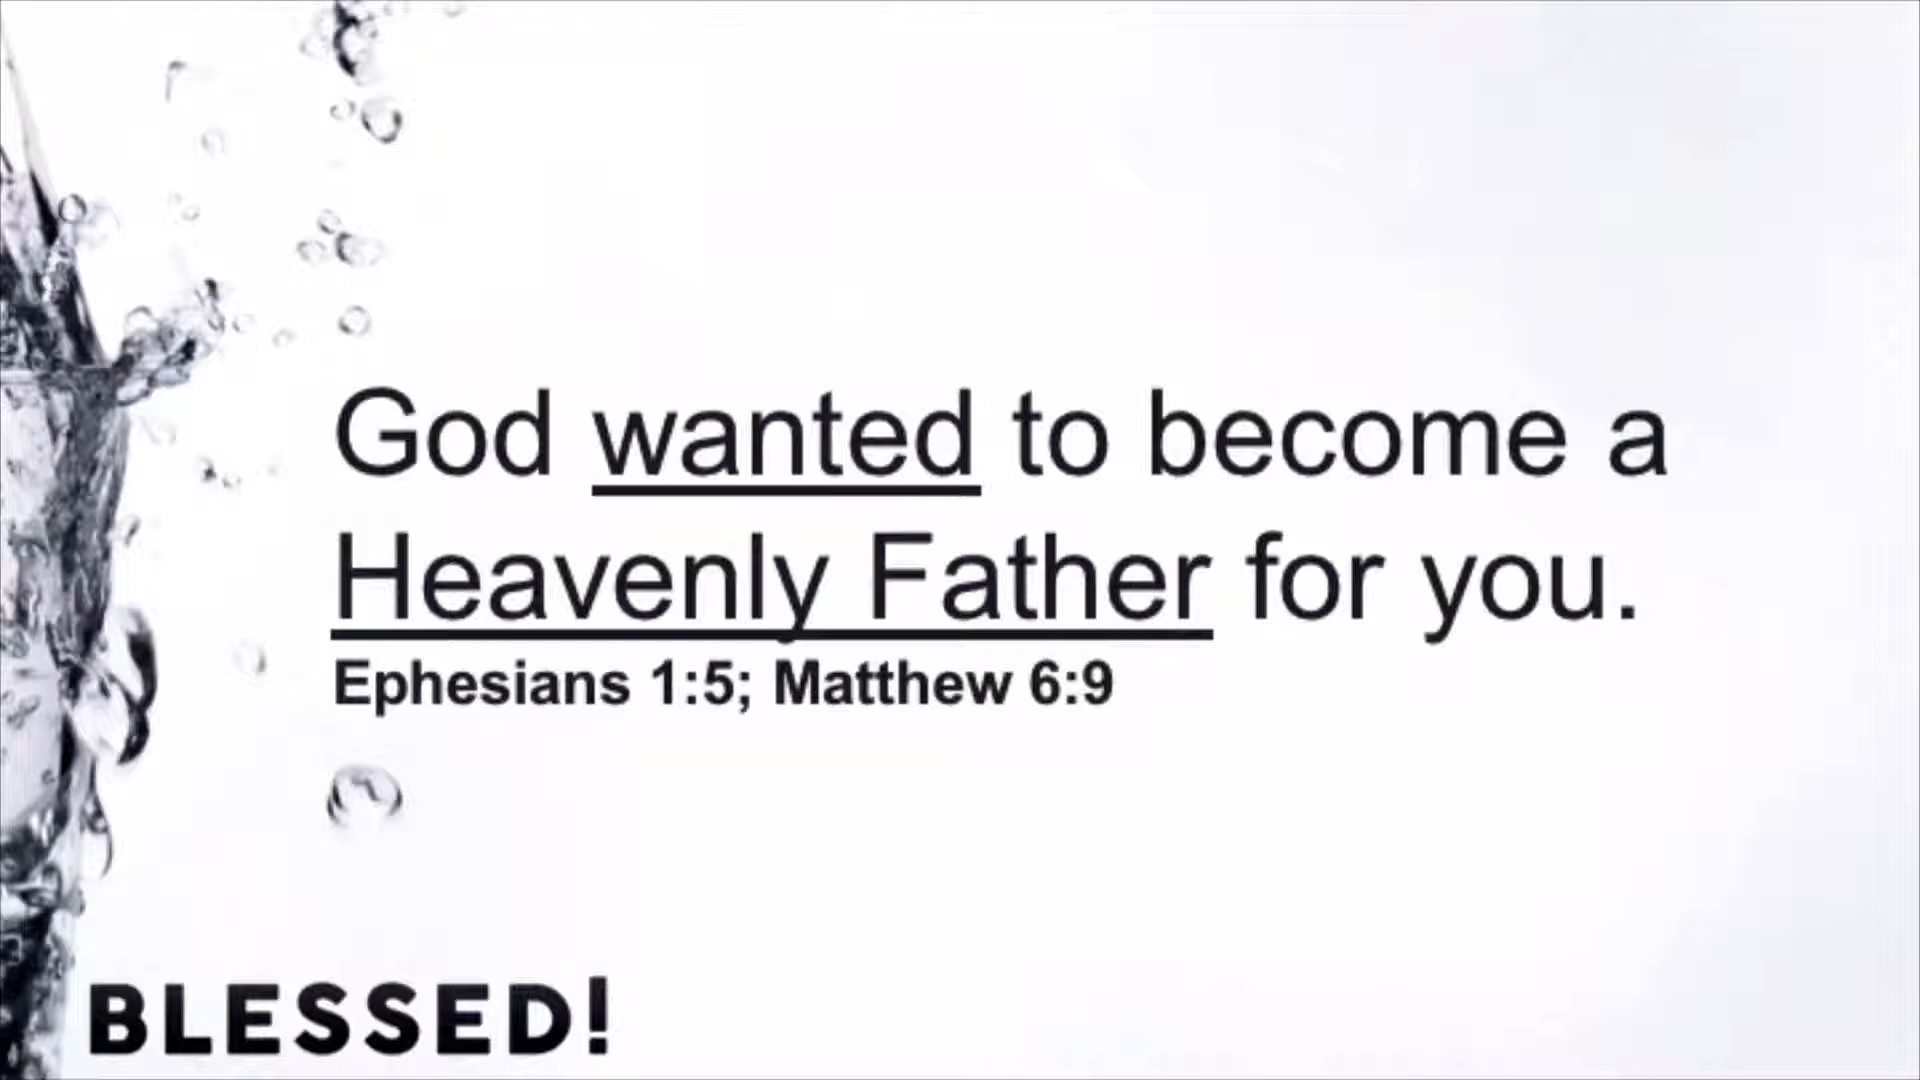 God wanted to become a
Heavenly Father for you.
Ephesians 1:5; Matthew 6:9
BLESSED!